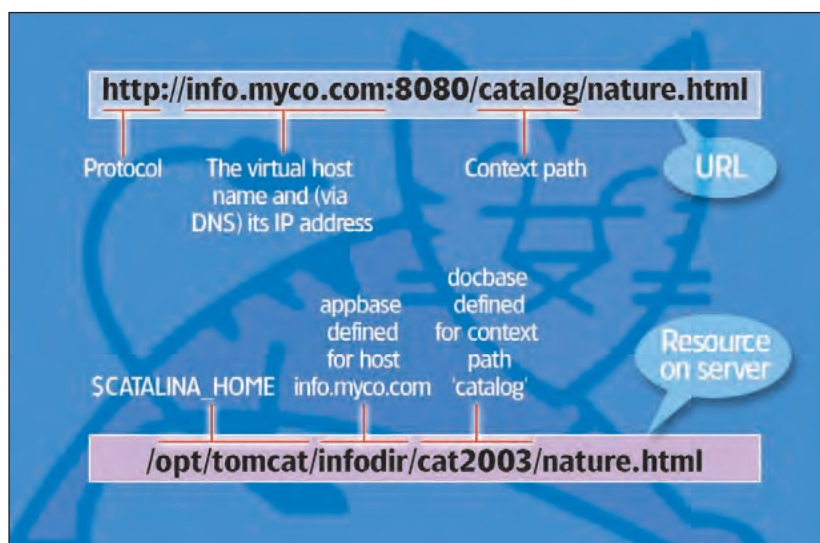 http://info.myco.com:8080/catalog/nature.html
Protocol
The virtual host
name and (via
DNS) its IP address
Context path
URL
$CATALINA_HOME
appbase
defined
for host
info.myco.com
docbase
defined
for context
path
'catalog'
Resource
on server
/opt/tomcat/infodir/cat2003/nature.html